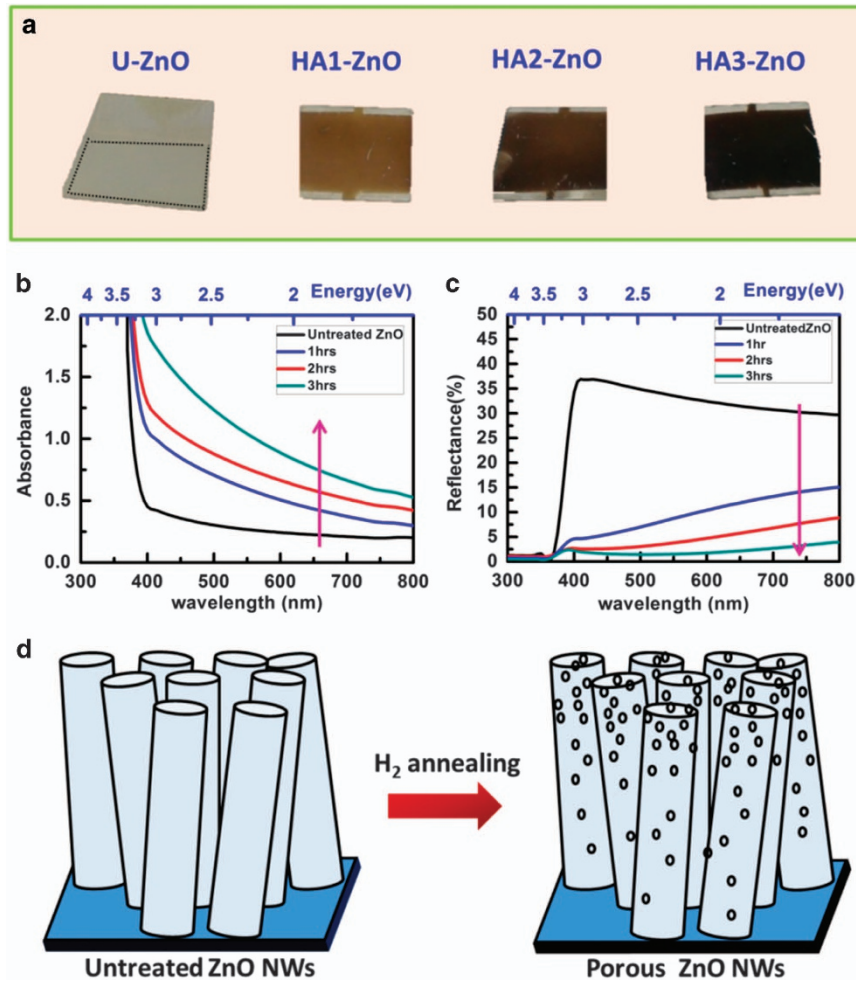 a
U-ZnO
HA1-ZnO
HA2-ZnO
HA3-ZnO
b
4 3.5 3 2.5 2 Energy(eV)
2.0
1.5
1.0
0.5
0.0
Absorbance
Untreated ZnO
1hrs
2hrs
3hrs
300 400 500 600 700 800
wavelength (nm)
c
4 3.5 3 2.5 2 Energy(eV)
50
45
40
35
30
25
20
15
10
5
0
Reflectance(%)
UntreatedZnO
1hr
2hrs
3hrs
300 400 500 600 700 800
wavelength (nm)
d
H₂ annealing
Untreated ZnO NWs
Porous ZnO NWs